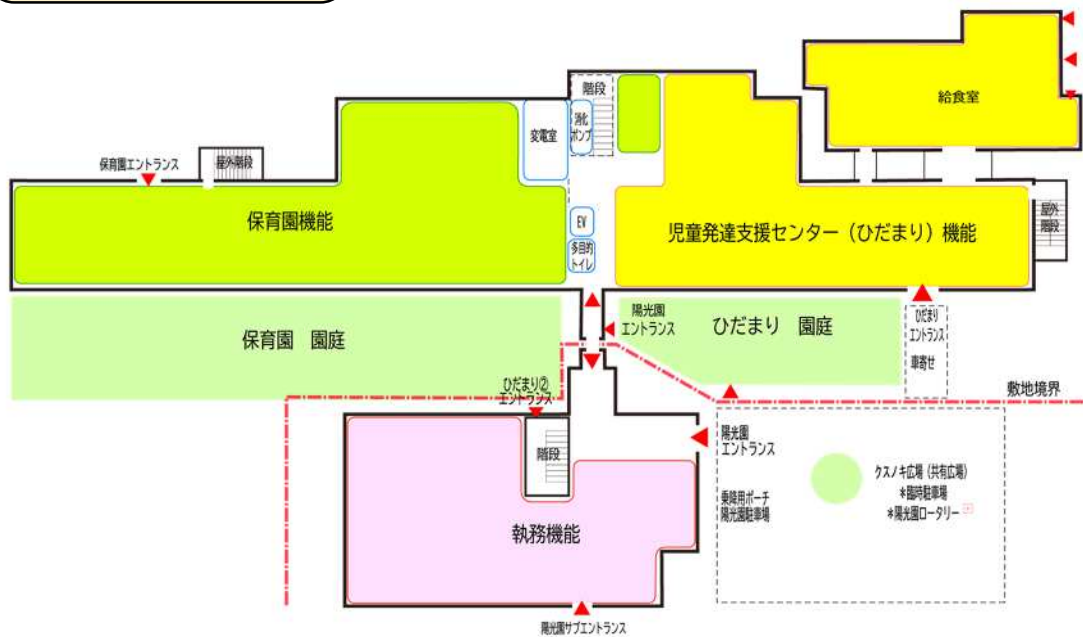 階段
消化
ポンプ
変電室
給食室
保育園エントランス
屋外階段
保育園機能
EV
多目的
トイレ
児童発達支援センター（ひだまり）機能
屋外
階段
保育園 園庭
陽光園
エントランス
ひだまり 園庭
ひだまり
エントランス
車寄せ
ひだまり②
エントランス
敷地境界
階段
陽光園
エントランス
乗降用ポーチ
陽光園駐車場
クスノキ広場（共有広場）
＊臨時駐車場
＊陽光園ロータリー
執務機能
陽光園サブエントランス